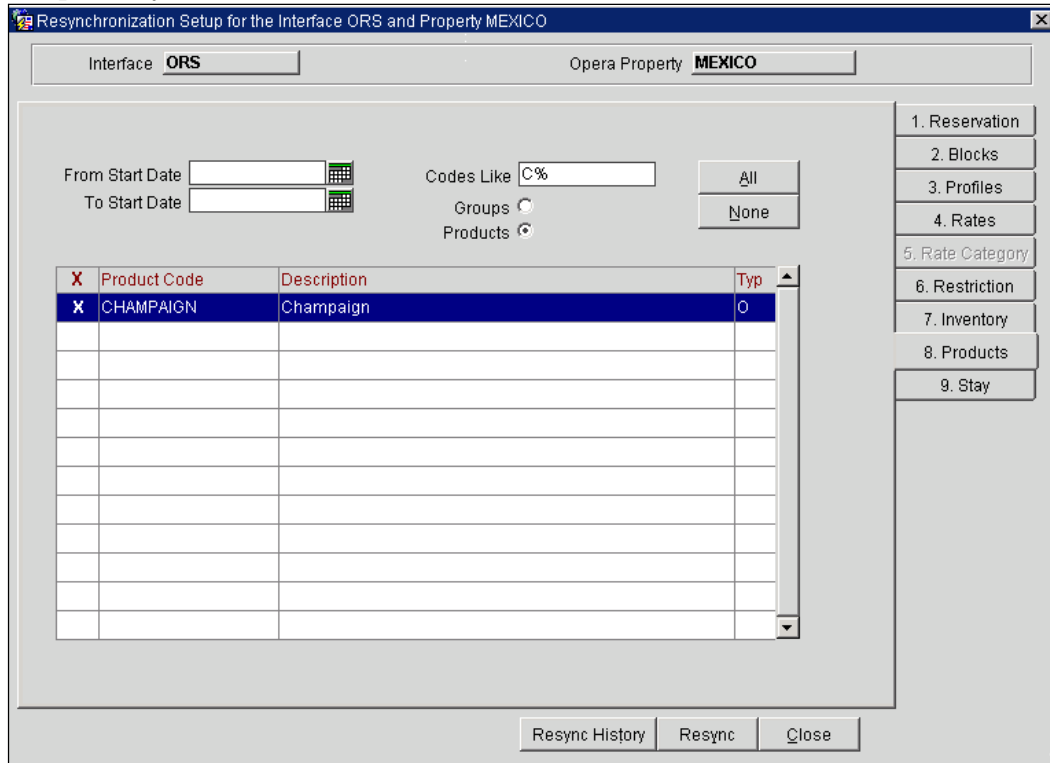 Resynchronization Setup for the Interface ORS and Property MEXICO
Interface ORS Opera Property MEXICO
From Start Date
To Start Date
Codes Like C%
Groups
Products
All
None
X Product Code Description Typ
X CHAMPAIGN Champaign O
1. Reservation
2. Blocks
3. Profiles
4. Rates
5. Rate Category
6. Restriction
7. Inventory
8. Products
9. Stay
Resync History Resync Close